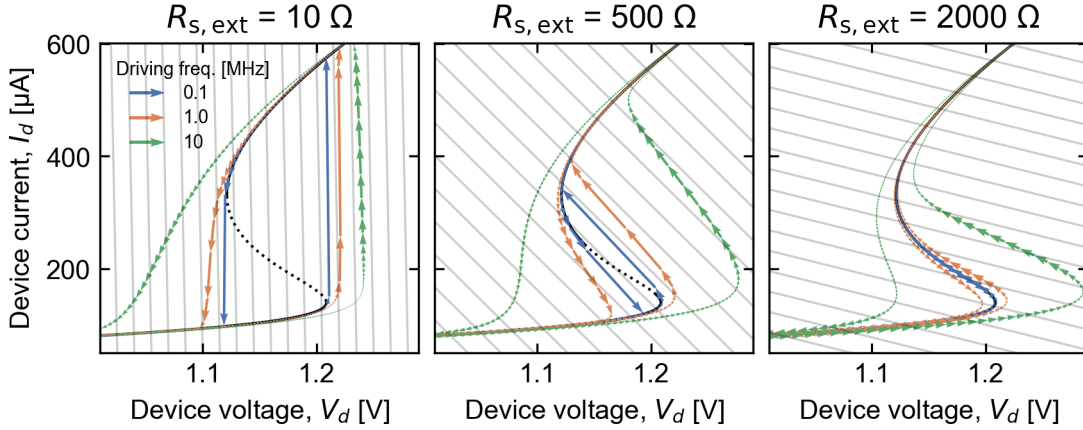 R_s, ext = 10 Ω
R_s, ext = 500 Ω
R_s, ext = 2000 Ω
Device current, I_d [µA]
600
400
200
Driving freq. [MHz]
0.1
1.0
10
1.1
1.2
1.1
1.2
1.1
1.2
Device voltage, V_d [V]
Device voltage, V_d [V]
Device voltage, V_d [V]